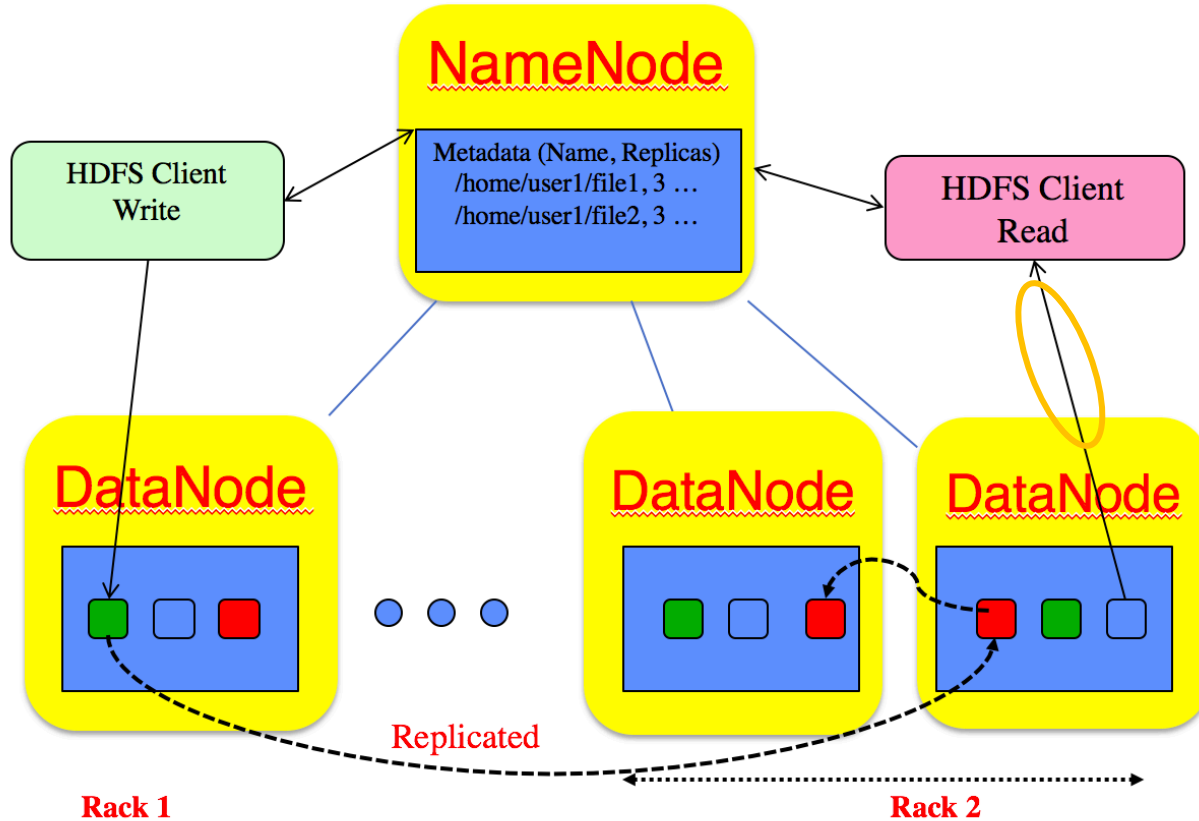 NameNode
Metadata (Name, Replicas)
/home/user1/file1, 3 …
/home/user1/file2, 3 …
HDFS Client
Write
HDFS Client
Read
DataNode
DataNode
DataNode
Replicated
Rack 1
Rack 2